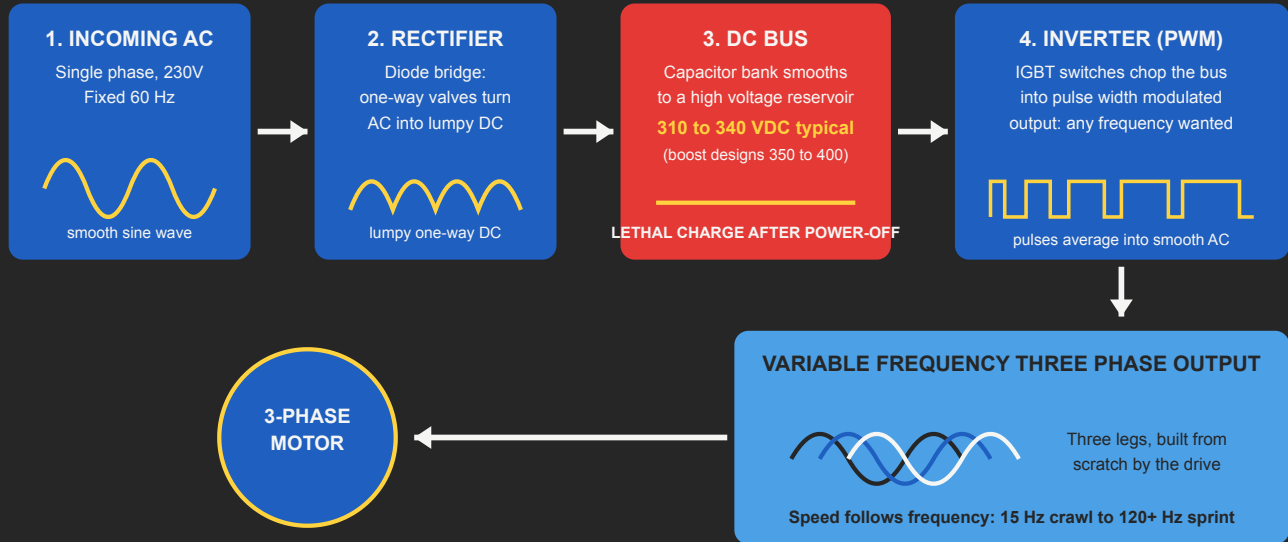 1. INCOMING AC
Single phase, 230V
Fixed 60 Hz
smooth sine wave
2. RECTIFIER
Diode bridge:
one-way valves turn
AC into lumpy DC
lumpy one-way DC
3. DC BUS
Capacitor bank smooths
to a high voltage reservoir
310 to 340 VDC typical
(boost designs 350 to 400)
LETHAL CHARGE AFTER POWER-OFF
4. INVERTER (PWM)
IGBT switches chop the bus
into pulse width modulated
output: any frequency wanted
pulses average into smooth AC
VARIABLE FREQUENCY THREE PHASE OUTPUT
Three legs, built from
scratch by the drive
Speed follows frequency: 15 Hz crawl to 120+ Hz sprint
3-PHASE
MOTOR